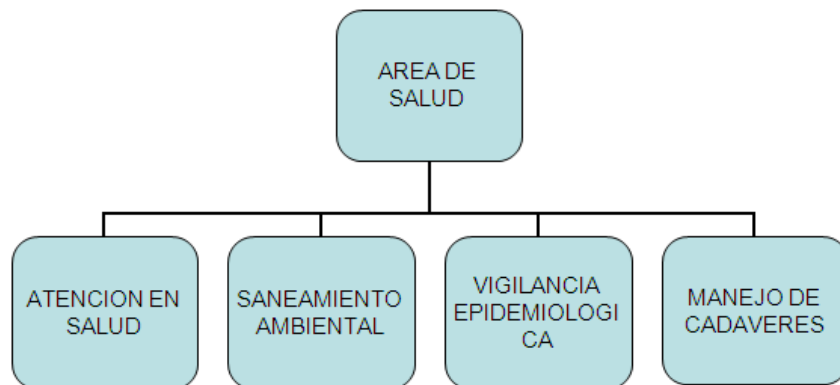 AREA DE
SALUD
ATENCION EN
SALUD
SANEAMIENTO
AMBIENTAL
VIGILANCIA
EPIDEMIOLOGI
CA
MANEJO DE
CADAVERES